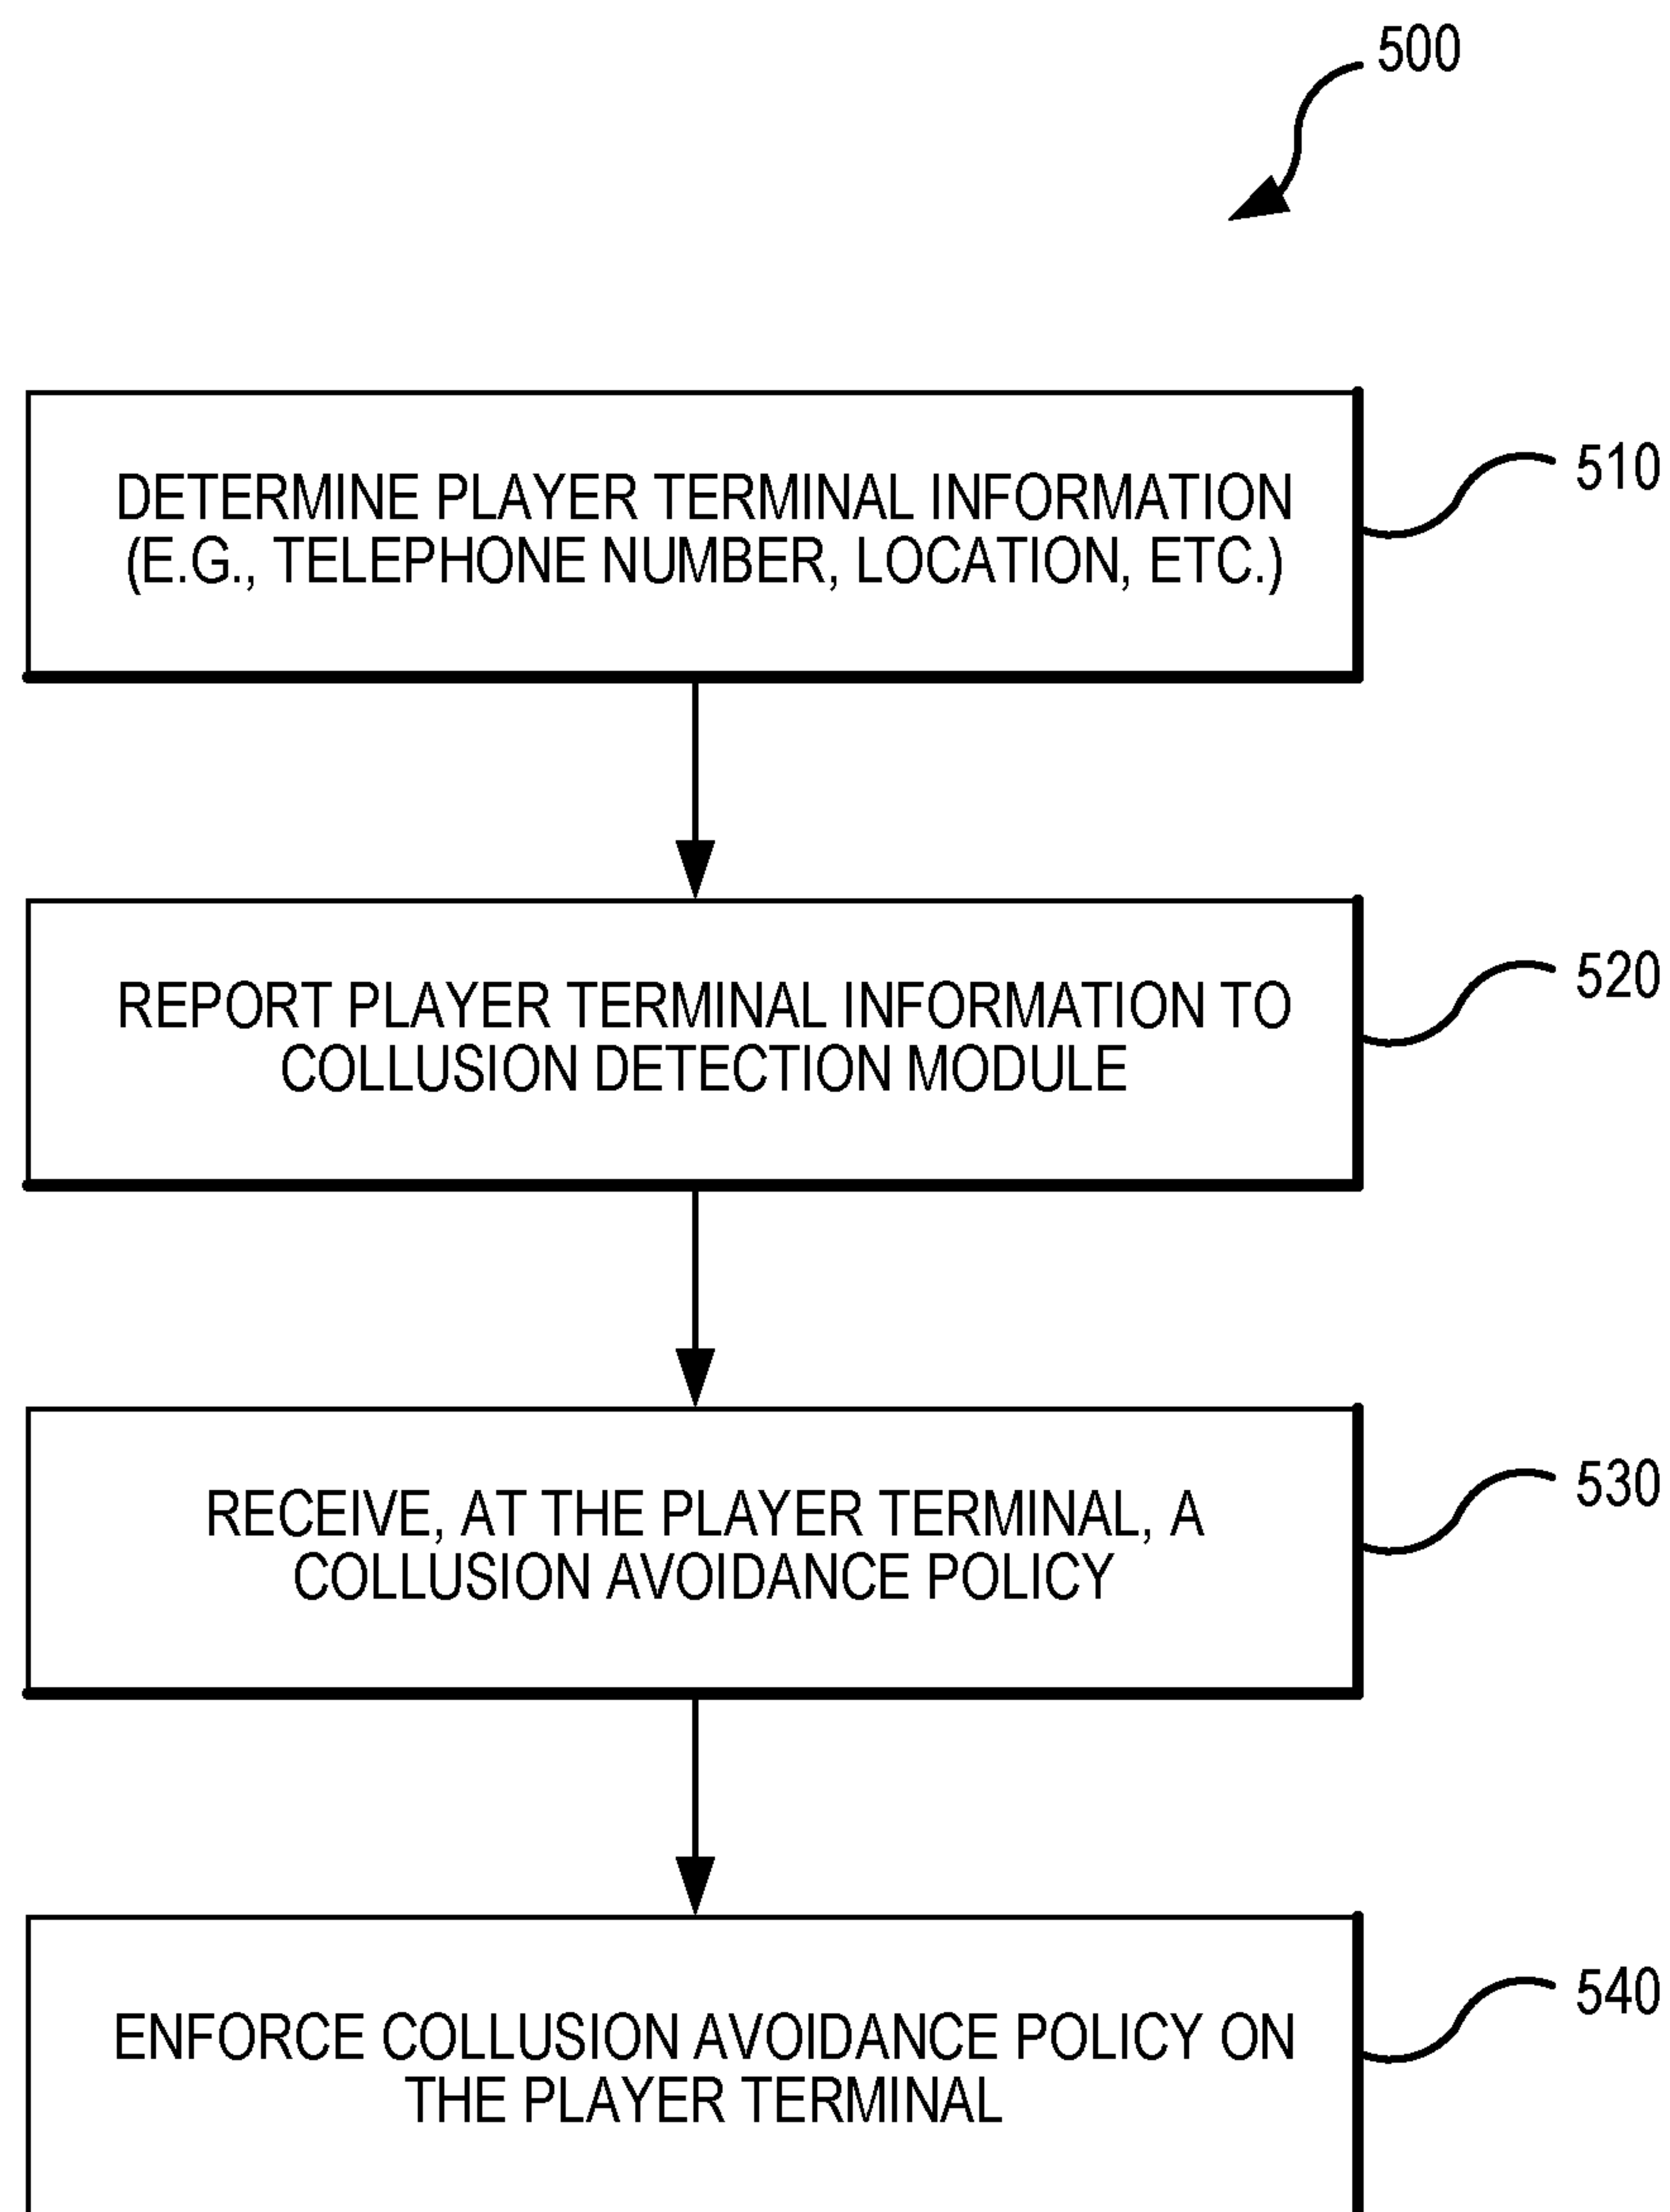 500
DETERMINE PLAYER TERMINAL INFORMATION
(E.G., TELEPHONE NUMBER, LOCATION, ETC.)
510
REPORT PLAYER TERMINAL INFORMATION TO
COLLUSION DETECTION MODULE
520
RECEIVE, AT THE PLAYER TERMINAL, A
COLLUSION AVOIDANCE POLICY
530
ENFORCE COLLUSION AVOIDANCE POLICY ON
THE PLAYER TERMINAL
540